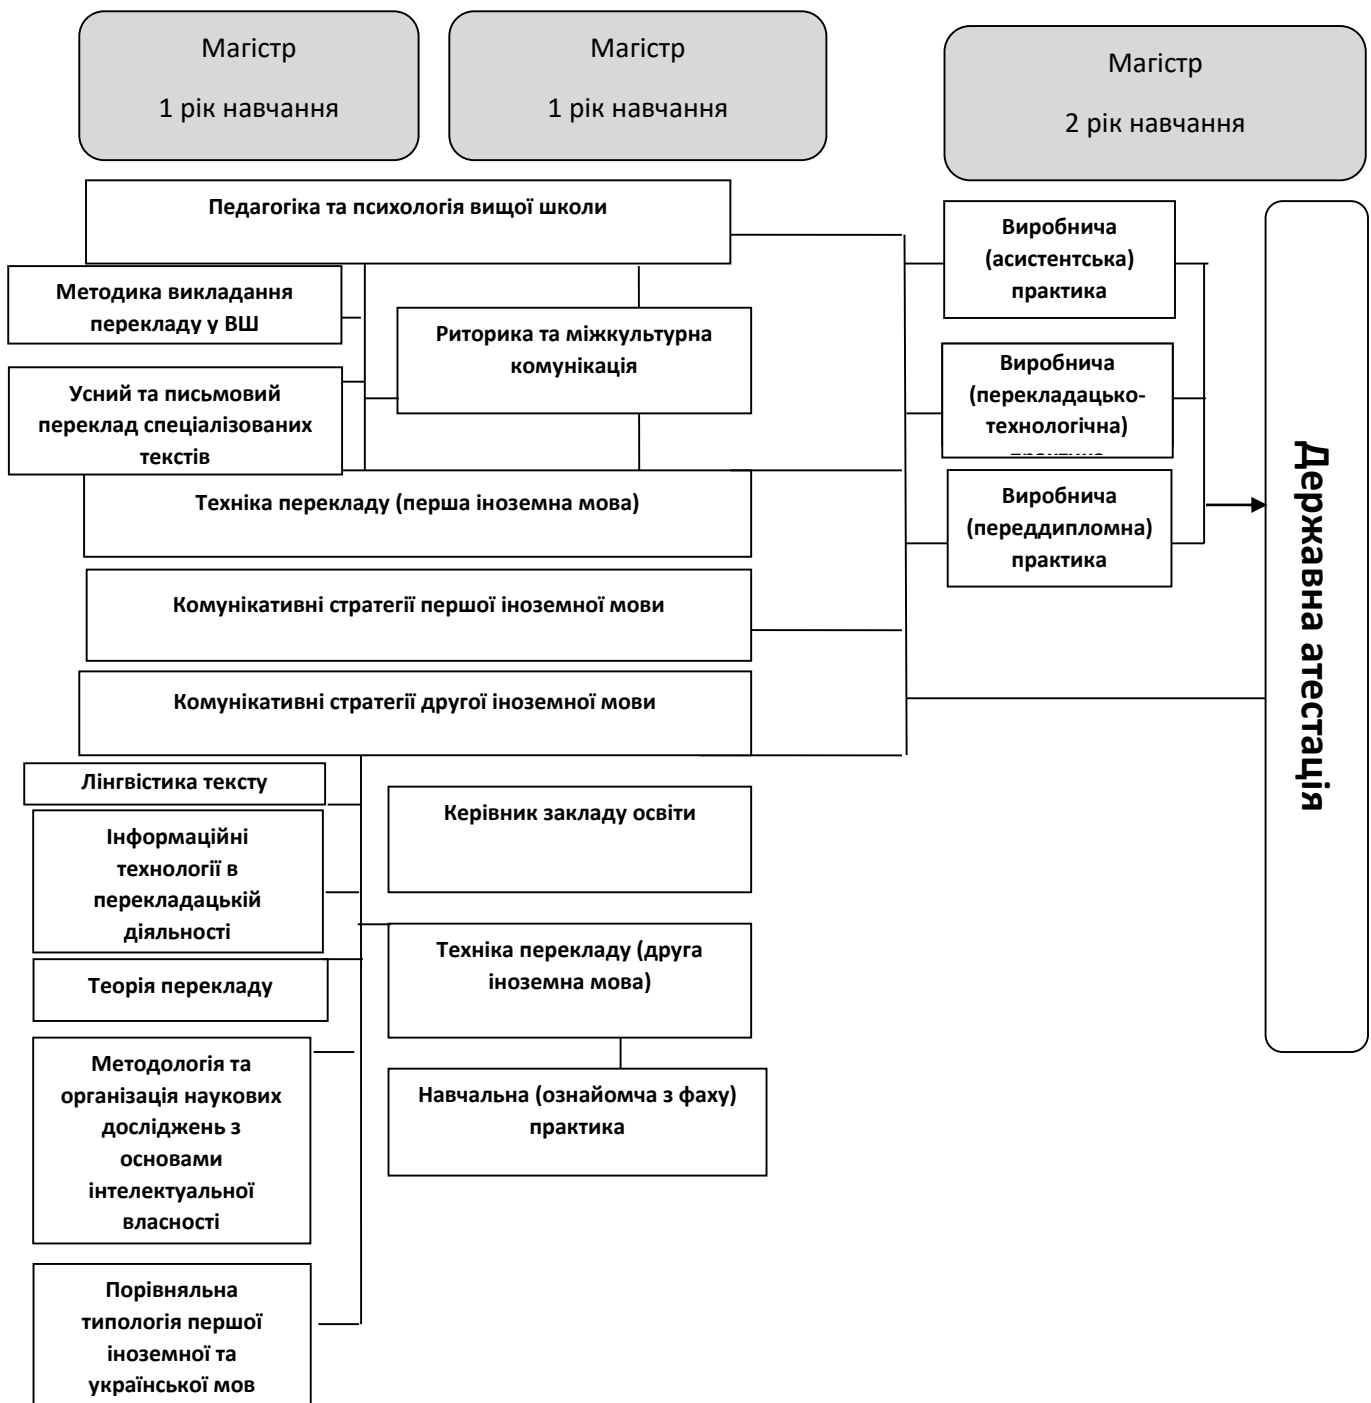 Магістр
1 рік навчання
Магістр
1 рік навчання
Магістр
2 рік навчання
Педагогіка та психологія вищої школи
Методика викладання
перекладу у ВШ
Риторика та міжкультурна
комунікація
Усний та письмовий
переклад спеціалізованих
текстів
Техніка перекладу (перша іноземна мова)
Комунікативні стратегії першої іноземної мови
Комунікативні стратегії другої іноземної мови
Лінгвістика тексту
Інформаційні
технології в
перекладацькій
діяльності
Теорія перекладу
Методологія та
організація наукових
досліджень з
основами
інтелектуальної
власності
Порівняльна
типологія першої
іноземної та
української мов
Керівник закладу освіти
Техніка перекладу (друга
іноземна мова)
Навчальна (ознайомча з фаху)
практика
Виробнича
(асистентська)
практика
Виробнича
(перекладацько-
технологічна)
Виробнича
(переддипломна)
практика
Державна атестація